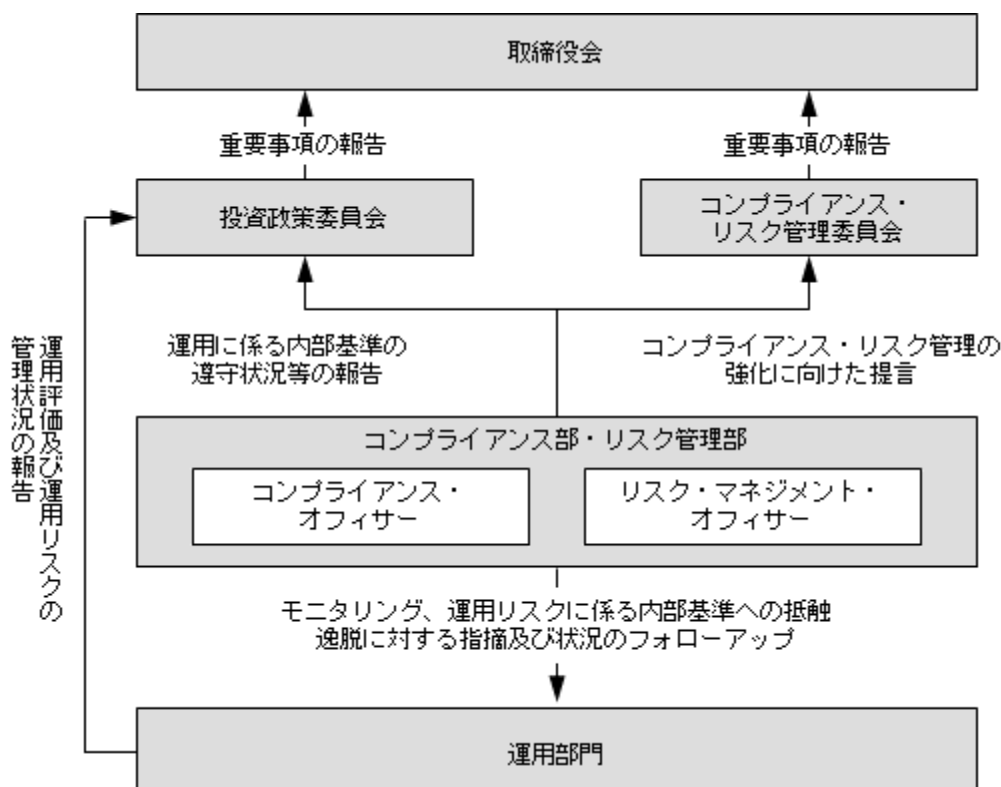 取締役会
重要事項の報告
重要事項の報告
投資政策委員会
コンプライアンス・
リスク管理委員会
運用に係る内部基準の
遵守状況等の報告
コンプライアンス・リスク管理の
強化に向けた提言
運用評価及び運用リスクの
管理状況の報告
コンプライアンス部・リスク管理部
コンプライアンス・
オフィサー
リスク・マネジメント・
オフィサー
モニタリング、運用リスクに係る内部基準への抵触
逸脱に対する指摘及び状況のフォローアップ
運用部門